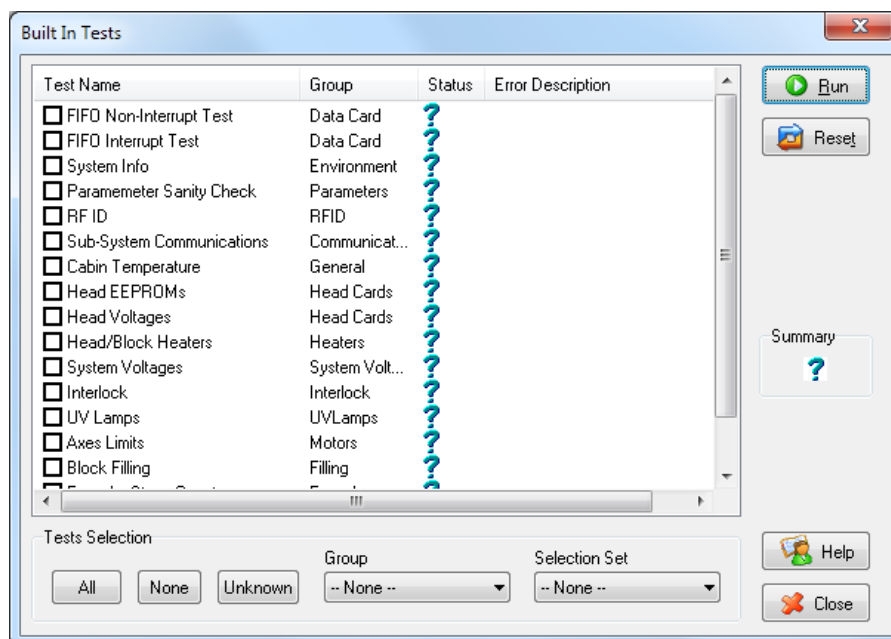 Built In Tests
Test Name Group Status Error Description
FIFO Non-Interrupt Test Data Card ?
FIFO Interrupt Test Data Card ?
System Info Environment ?
Paramemeter Sanity Check Parameters ?
RF ID RFID ?
Sub-System Communications Communicat... ?
Cabin Temperature General ?
Head EEPROMs Head Cards ?
Head Voltages Head Cards ?
Head/Block Heaters Heaters ?
System Voltages System Volt... ?
Interlock Interlock ?
UV Lamps UVLamps ?
Axes Limits Motors ?
Block Filling Filling ?
Run
Reset
Summary
?
Tests Selection
Group Selection Set
All None Unknown -- None -- -- None --
Help
Close